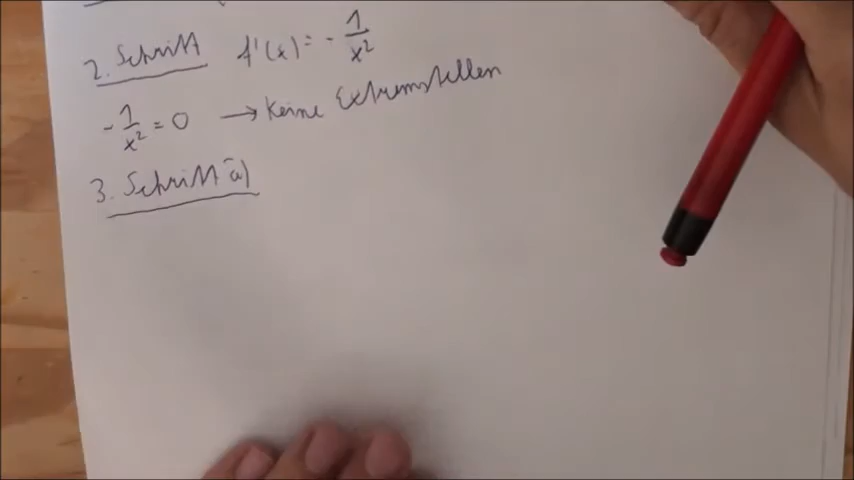 2. Schritt f'(x) = - 1/x²
- 1/x² = 0 → Keine Extremstellen
3. Schritt a)